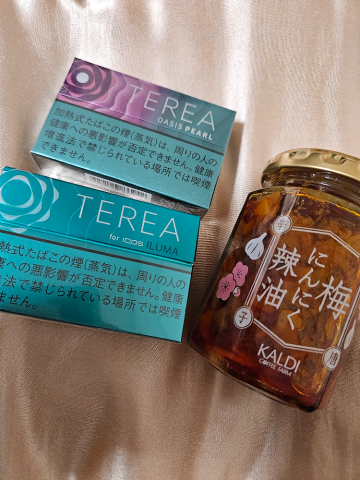 TEREA
OASIS PEARL
加熱式たばこの煙(蒸気)は、周りの人の
健康への悪影響が否定できません。健康
増進法で禁じられている場所では喫煙
できません。
TEREA
for IQOS ILUMA
熱式たばこの煙(蒸気)は、周りの人の
康への悪影響が否定できません。健康
進法で禁じられている場所では喫煙
きません。
梅
にんにく
辣油
辛
子
唐
KALDI
COFFEE FARM